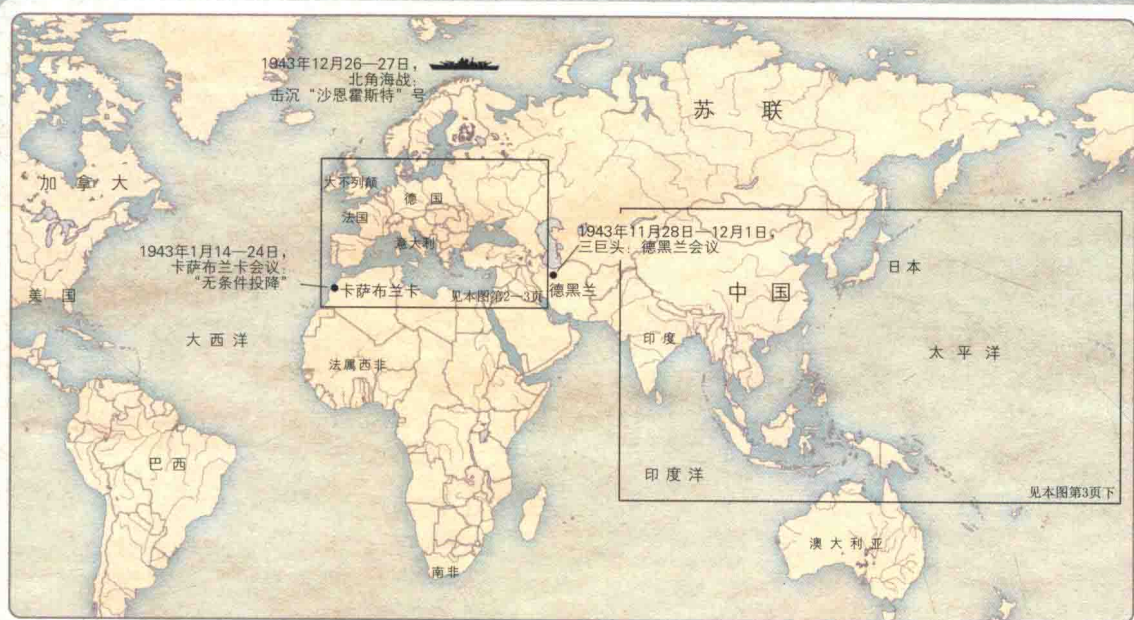 1943年12月26—27日，
北角海战：
击沉“沙恩霍斯特”号
苏联
加拿大
大不列颠
德国
法国
意大利
1943年1月14—24日，
卡萨布兰卡会议：
“无条件投降”
1943年11月28日—12月1日，
三巨头：德黑兰会议
日本
美国
卡萨布兰卡
见本图第2—3页
德黑兰
中国
大西洋
印度
太平洋
法属西非
巴西
印度洋
见本图第3页下
澳大利亚
南非